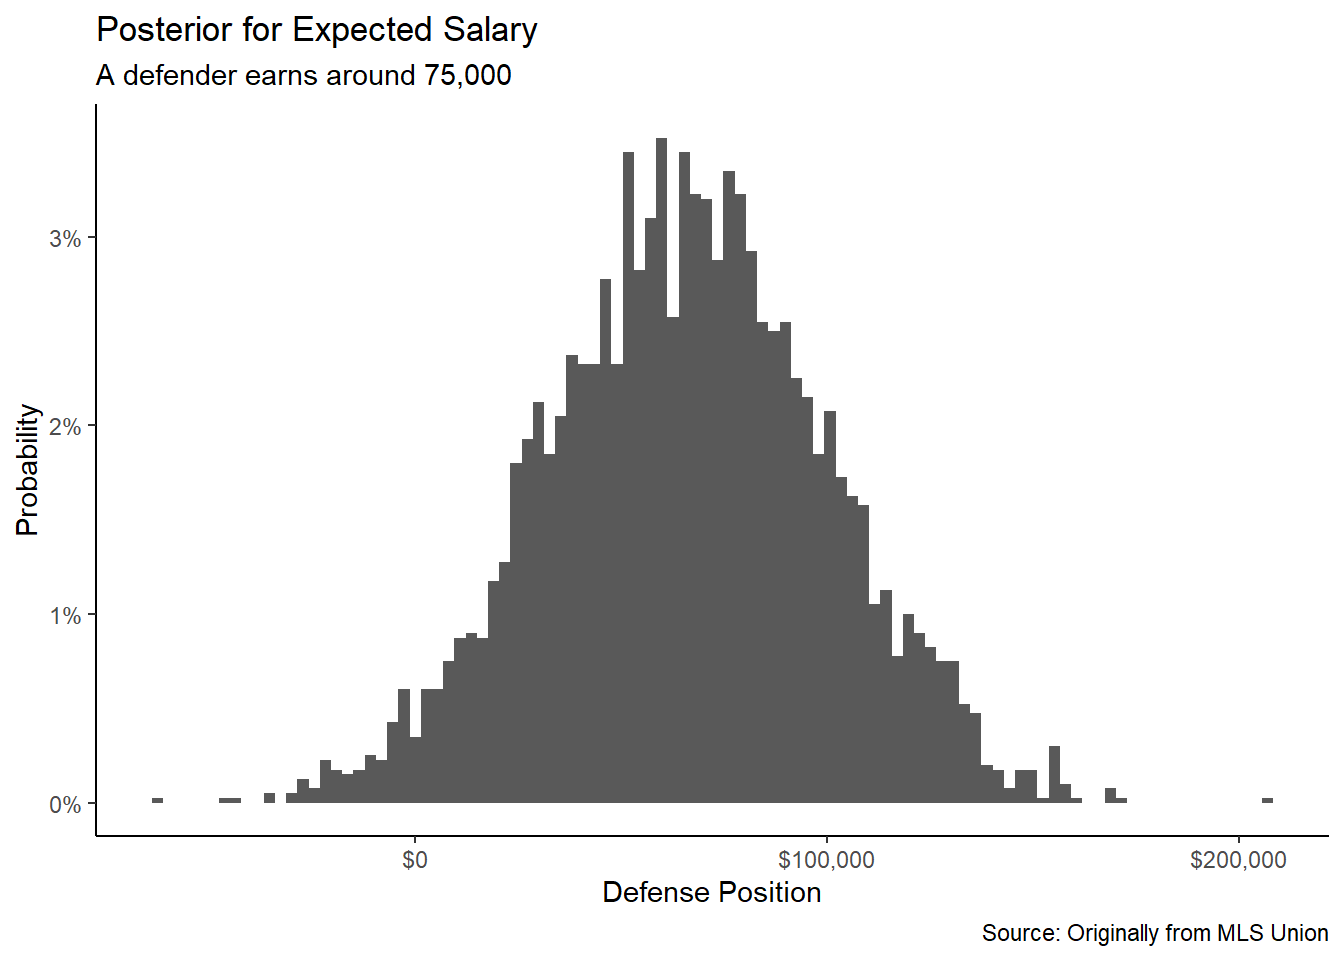 Posterior for Expected Salary
A defender earns around 75,000
Probability
3%
2%
1%
0%
$0
$100,000
$200,000
Defense Position
Source: Originally from MLS Union